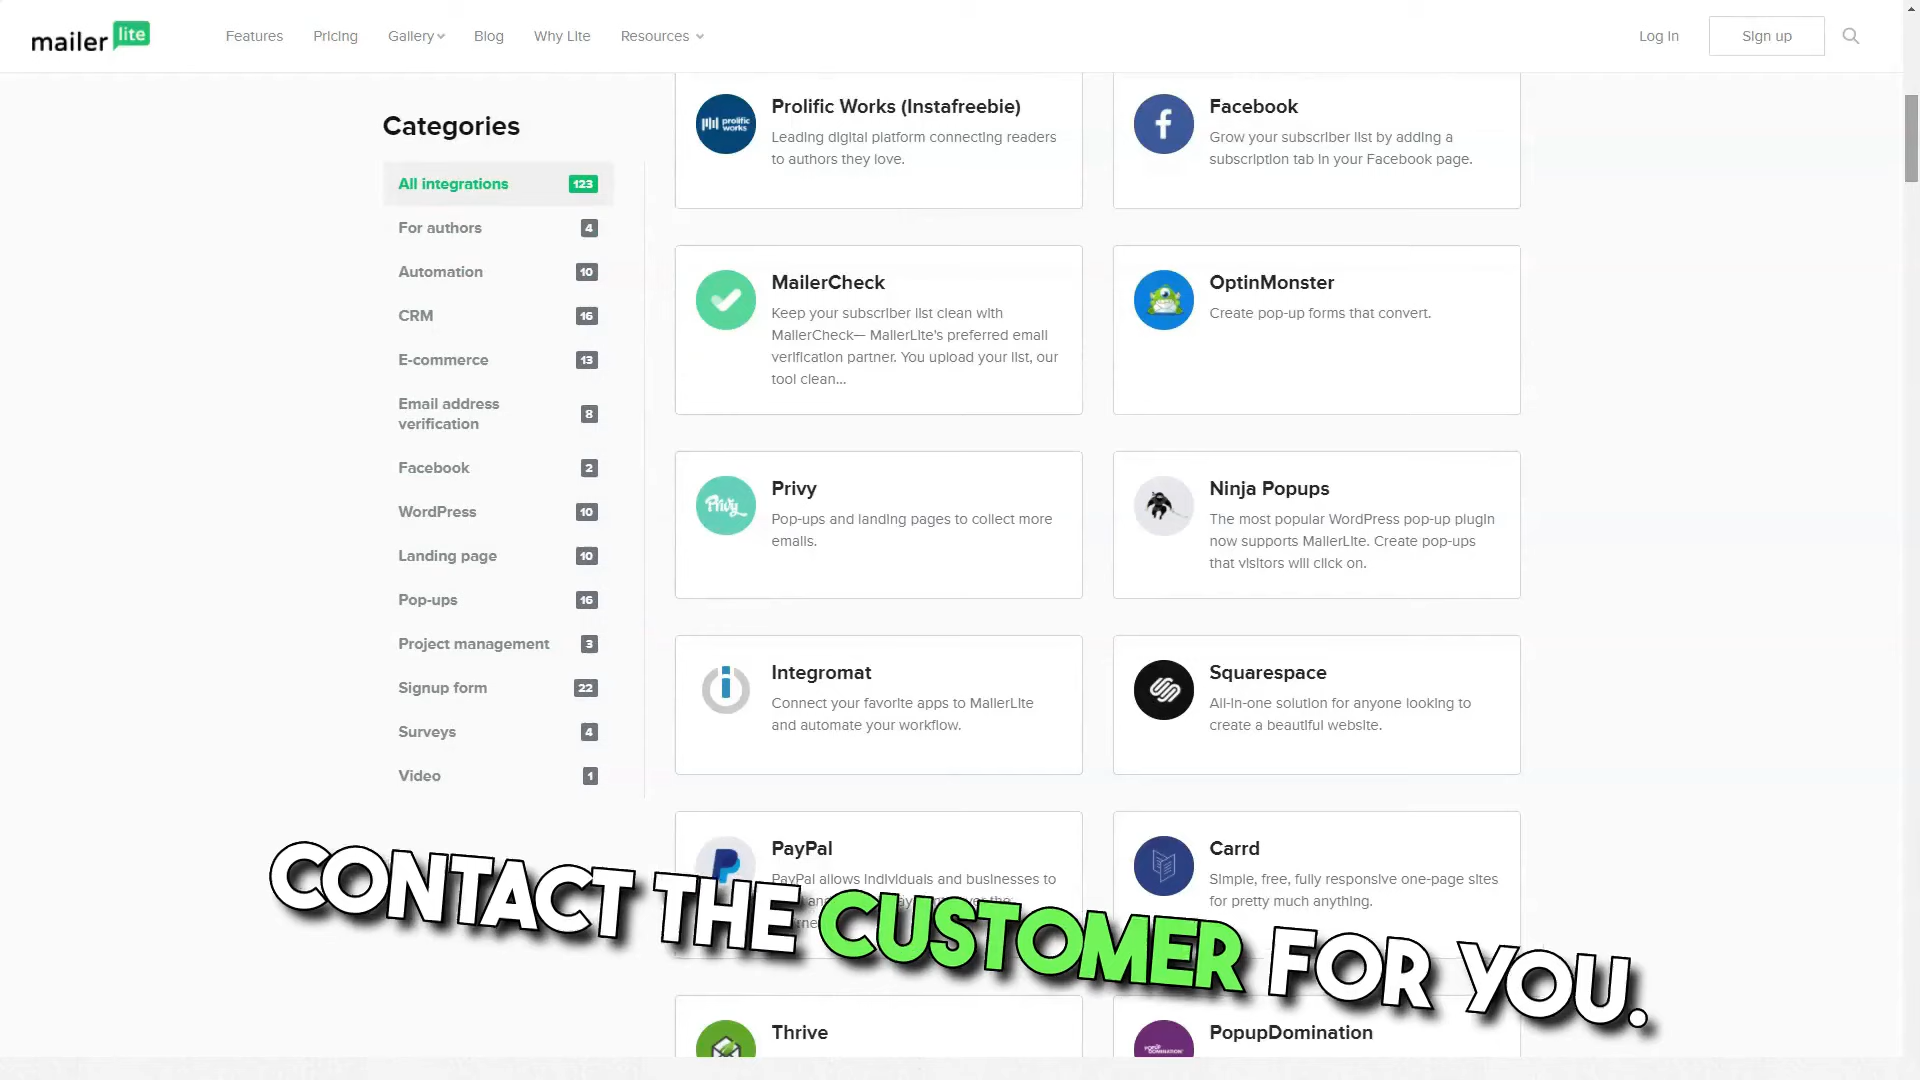 mailer lite
Features
Pricing
Gallery
Blog
Why Lite
Resources
Log in
Sign up
Categories
All integrations 123
For authors 4
Automation 10
CRM 16
E-commerce 13
Email address
verification 8
Facebook 2
WordPress 10
Landing page 10
Pop-ups 16
Project management 3
Signup form 22
Surveys 4
Video 1
prolific
works
Prolific Works (Instafreebie)
Leading digital platform connecting readers
to authors they love.
Facebook
Grow your subscriber list by adding a
subscription tab in your Facebook page.
MailerCheck
Keep your subscriber list clean with
MailerCheck— MailerLite's preferred email
verification partner. You upload your list, our
tool clean...
OptinMonster
Create pop-up forms that convert.
Privy
Privy
Pop-ups and landing pages to collect more
emails.
Ninja Popups
The most popular WordPress pop-up plugin
now supports MailerLite. Create pop-ups
that visitors will click on.
Integromat
Connect your favorite apps to MailerLite
and automate your workflow.
Squarespace
All-in-one solution for anyone looking to
create a beautiful website.
PayPal
PayPal allows individuals and businesses to
Carrd
Simple, free, fully responsive one-page sites
for pretty much anything.
CONTACT THE CUSTOMER FOR YOU.
Thrive
POPUP
DOMINATION
PopupDomination